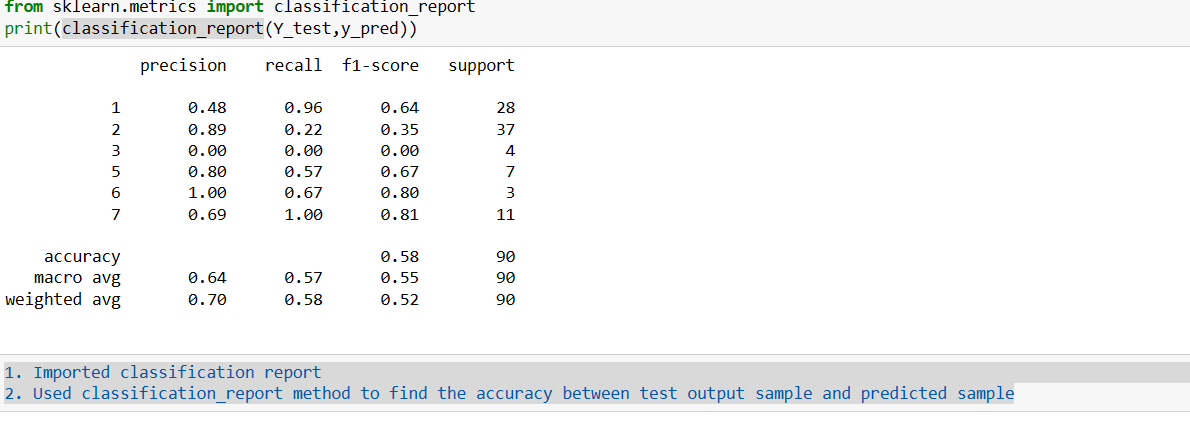 from sklearn.metrics import classification_report
print(classification_report(Y_test,y_pred))
precision recall f1-score support
1 0.48 0.96 0.64 28
2 0.89 0.22 0.35 37
3 0.00 0.00 0.00 4
5 0.80 0.57 0.67 7
6 1.00 0.67 0.80 3
7 0.69 1.00 0.81 11
accuracy 0.58 90
macro avg 0.64 0.57 0.55 90
weighted avg 0.70 0.58 0.52 90
1. Imported classification report
2. Used classification_report method to find the accuracy between test output sample and predicted sample